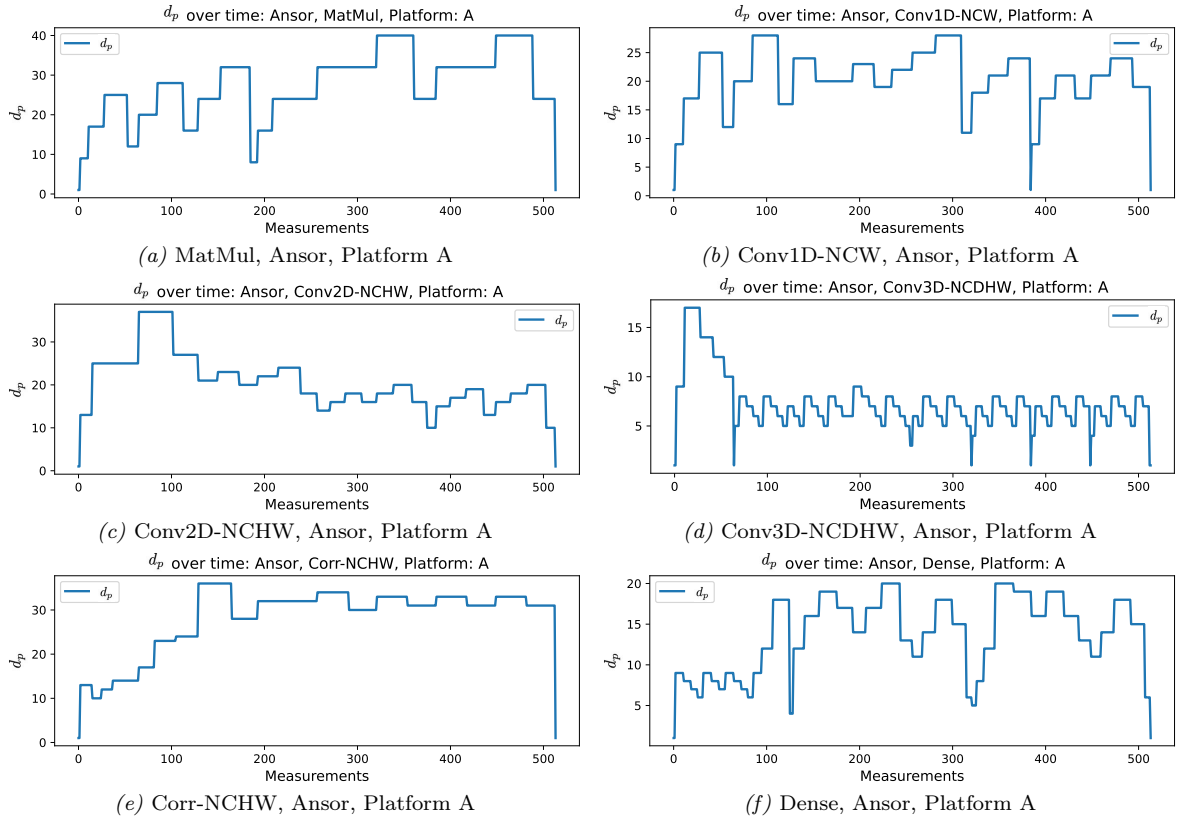 d_p over time: Ansor, MatMul, Platform: A
d_p
40
30
20
10
0
d_p
0 100 200 300 400 500
Measurements
(a) MatMul, Ansor, Platform A
d_p over time: Ansor, Conv1D-NCW, Platform: A
d_p
25
20
15
10
5
0
d_p
0 100 200 300 400 500
Measurements
(b) Conv1D-NCW, Ansor, Platform A
d_p over time: Ansor, Conv2D-NCHW, Platform: A
d_p
30
20
10
0
d_p
0 100 200 300 400 500
Measurements
(c) Conv2D-NCHW, Ansor, Platform A
d_p over time: Ansor, Conv3D-NCDHW, Platform: A
d_p
15
10
5
d_p
0 100 200 300 400 500
Measurements
(d) Conv3D-NCDHW, Ansor, Platform A
d_p over time: Ansor, Corr-NCHW, Platform: A
d_p
30
20
10
0
d_p
0 100 200 300 400 500
Measurements
(e) Corr-NCHW, Ansor, Platform A
d_p over time: Ansor, Dense, Platform: A
d_p
20
15
10
5
d_p
0 100 200 300 400 500
Measurements
(f) Dense, Ansor, Platform A